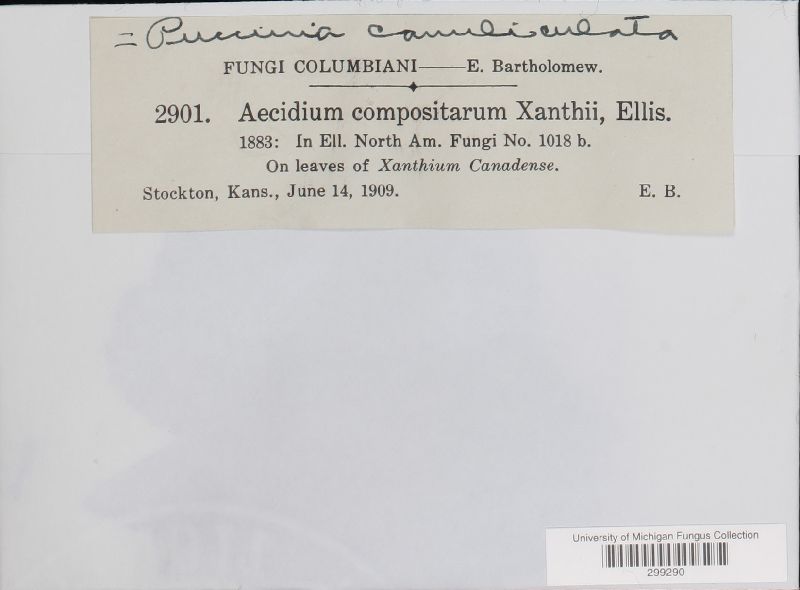 = Puccinia canaliculata
FUNGI COLUMBIANI—E. Bartholomew.
2901. Aecidium compositarum Xanthii, Ellis.
1883: In Ell. North Am. Fungi No. 1018 b.
On leaves of Xanthium Canadense.
Stockton, Kans., June 14, 1909. E. B.
University of Michigan Fungus Collection
299290